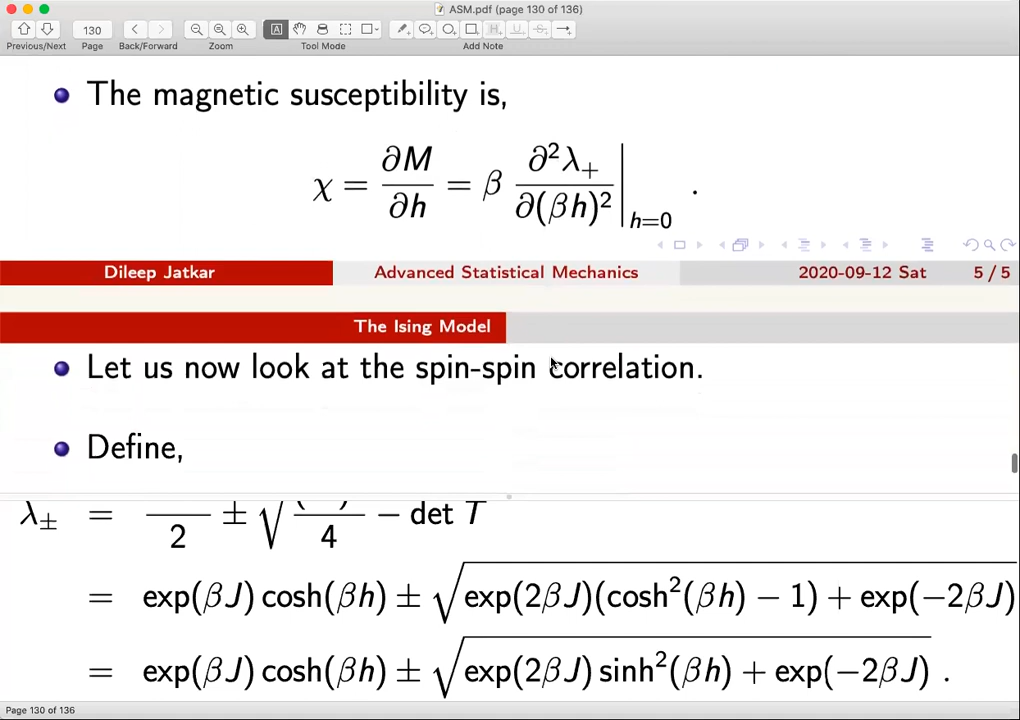 ASM.pdf (page 130 of 136)
130
Previous/Next Page Back/Forward Zoom Tool Mode Add Note
The magnetic susceptibility is,
χ = ∂M/∂h = β ∂²λ₊/∂(βh)² |h=0 .
Dileep Jatkar Advanced Statistical Mechanics 2020-09-12 Sat 5 / 5
The Ising Model
Let us now look at the spin-spin correlation.
Define,
λ± = /2 ± √( )/4 − det T
= exp(βJ) cosh(βh) ± √exp(2βJ)(cosh²(βh) − 1) + exp(−2βJ)
= exp(βJ) cosh(βh) ± √exp(2βJ) sinh²(βh) + exp(−2βJ) .
Page 130 of 136